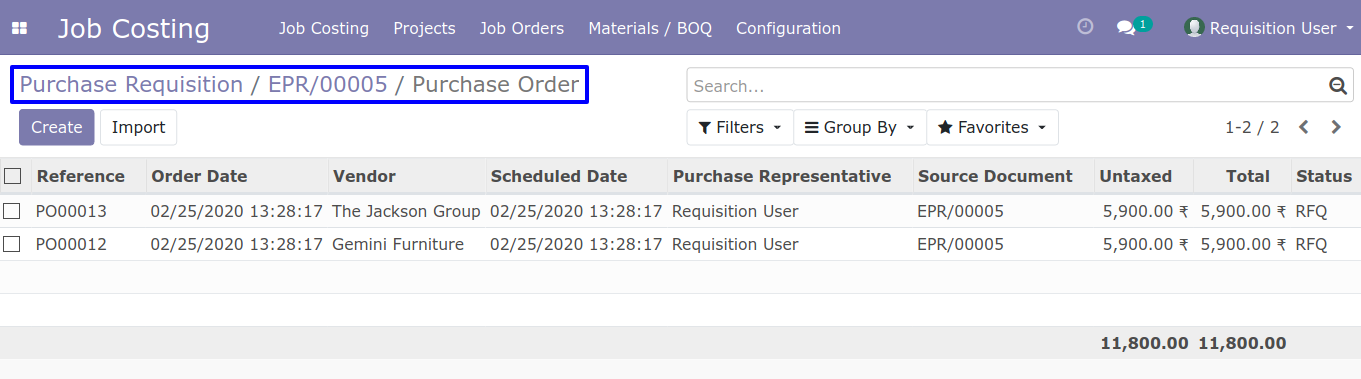 Job Costing Job Costing Projects Job Orders Materials / BOQ Configuration 1 Requisition User
Purchase Requisition / EPR/00005 / Purchase Order Search...
Create Import Filters Group By Favorites 1-2 / 2
Reference Order Date Vendor Scheduled Date Purchase Representative Source Document Untaxed Total Status
PO00013 02/25/2020 13:28:17 The Jackson Group 02/25/2020 13:28:17 Requisition User EPR/00005 5,900.00 ₹ 5,900.00 ₹ RFQ
PO00012 02/25/2020 13:28:17 Gemini Furniture 02/25/2020 13:28:17 Requisition User EPR/00005 5,900.00 ₹ 5,900.00 ₹ RFQ
11,800.00 11,800.00